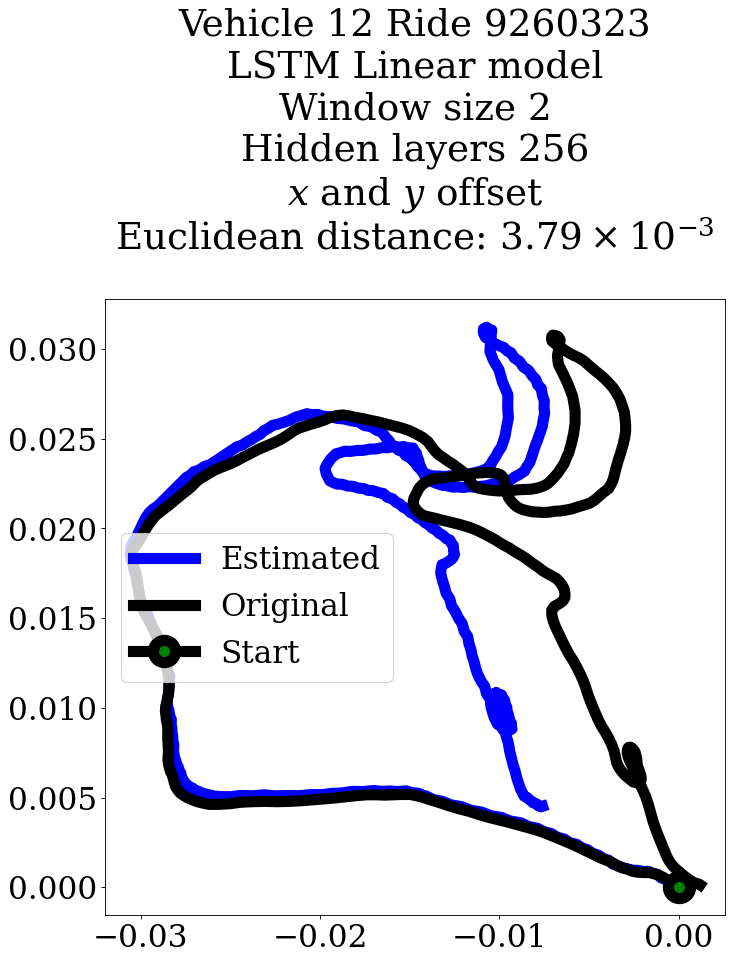 Vehicle 12 Ride 9260323
LSTM Linear model
Window size 2
Hidden layers 256
x and y offset
Euclidean distance: 3.79 × 10⁻³
0.030
0.025
0.020
0.015
0.010
0.005
0.000
Estimated
Original
Start
−0.03 −0.02 −0.01 0.00